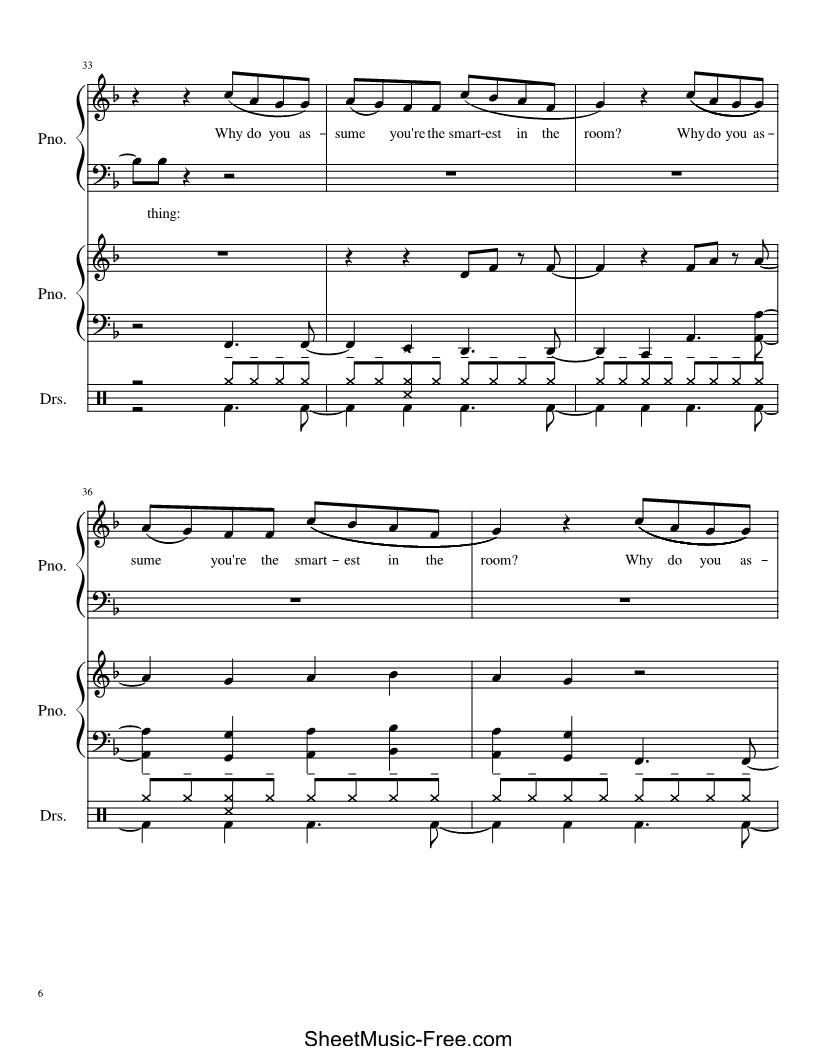 33
Pno.
Why do you as – sume you're the smart-est in the room? Why do you as –
thing:
Pno.
Drs.
36
Pno.
sume you're the smart – est in the room? Why do you as –
Pno.
Drs.
6
SheetMusic-Free.com